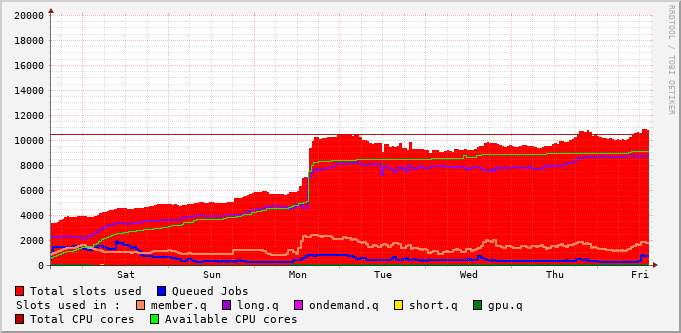 20000
18000
16000
14000
12000
10000
8000
6000
4000
2000
0
Sat Sun Mon Tue Wed Thu Fri
RRDTOOL / TOBI OETIKER
Total slots used Queued Jobs
Slots used in : member.q long.q ondemand.q short.q gpu.q
Total CPU cores Available CPU cores